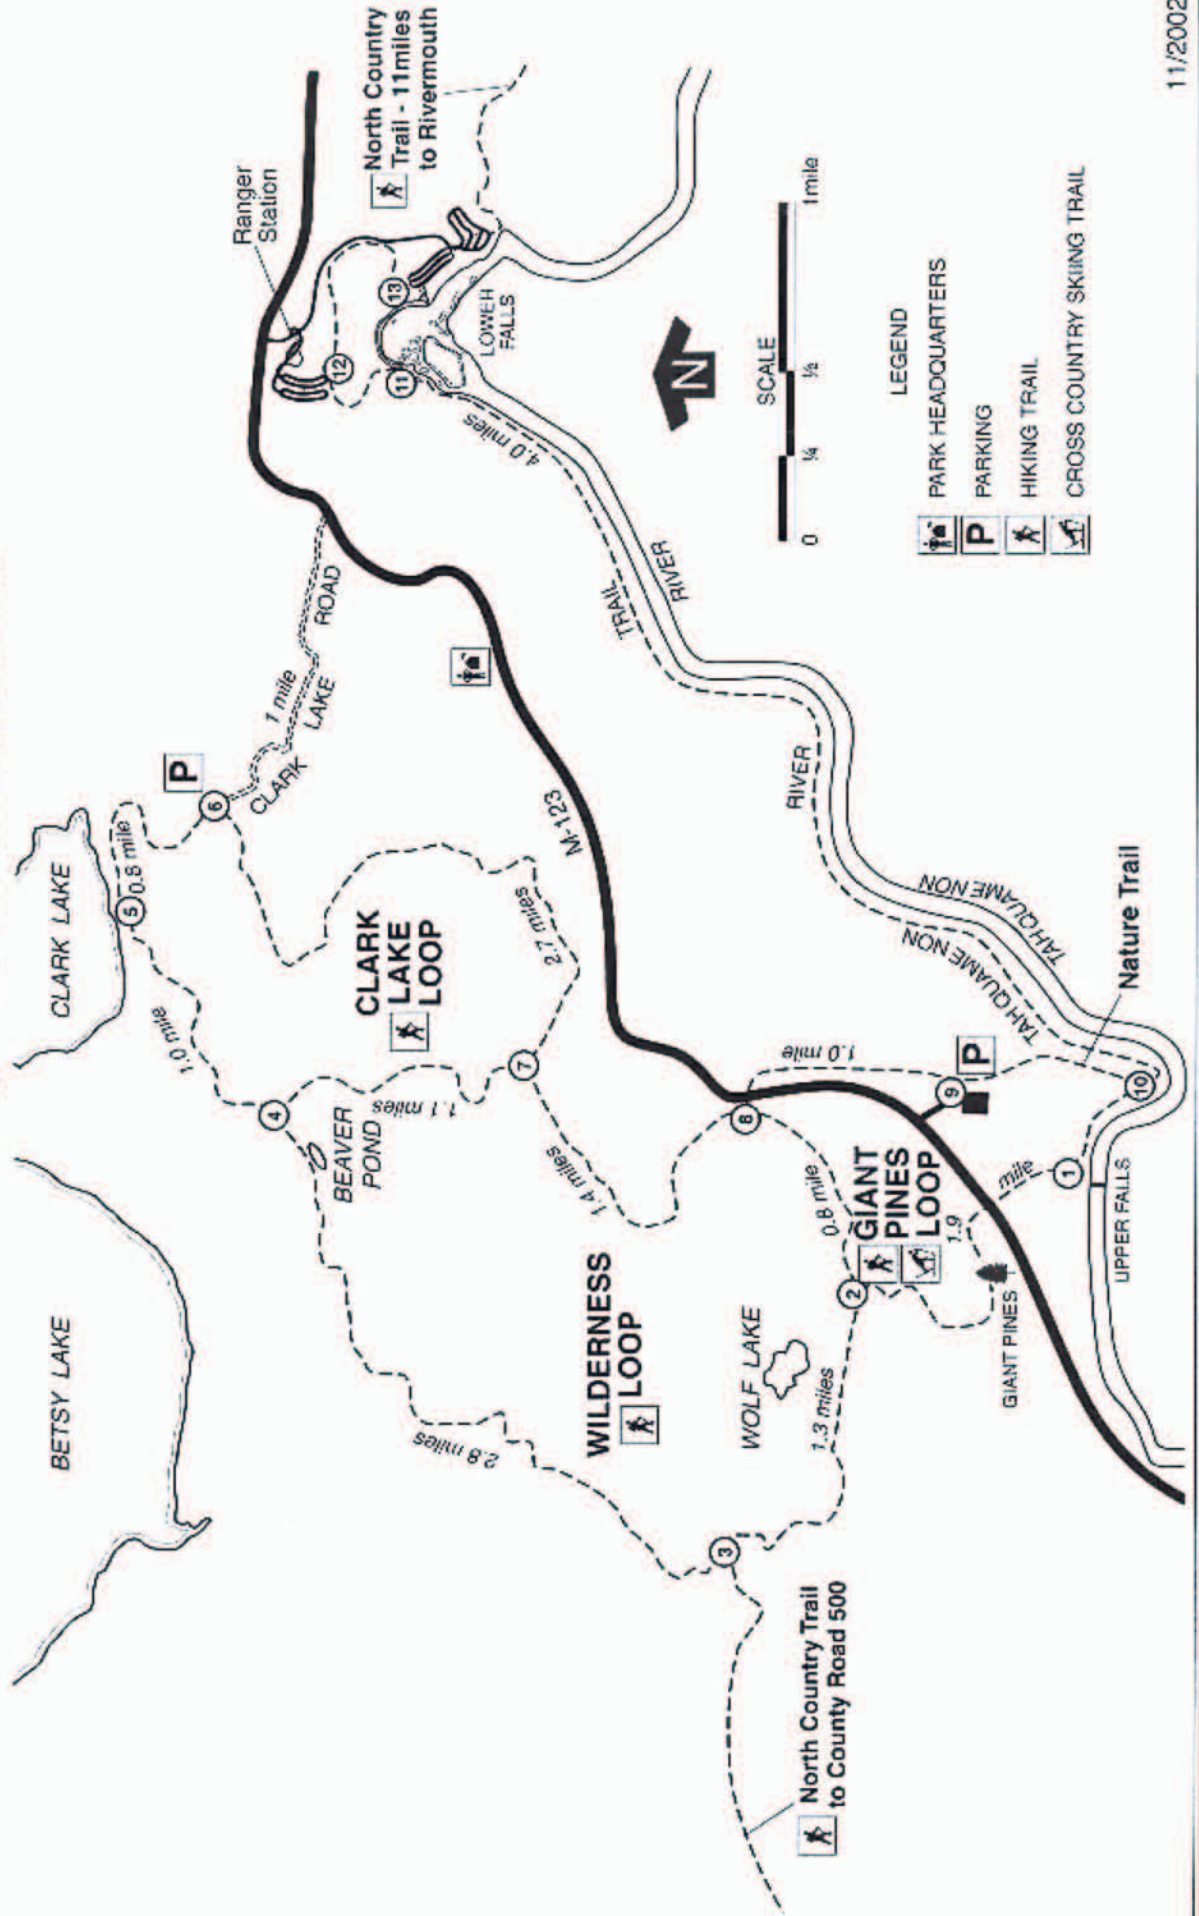 BETSY LAKE
CLARK LAKE
5
0.8 mile
P
6
1 mile
CLARK
LAKE
ROAD
Ranger
Station
North Country
Trail - 11miles
to Rivermouth
12
13
11
LOWER
FALLS
4.0 miles
1.0 mile
4
BEAVER
POND
1.1 miles
CLARK
LAKE
LOOP
2.7 miles
7
M-123
1.4 miles
8
2.8 miles
WILDERNESS
LOOP
WOLF LAKE
3
1.3 miles
2
0.8 mile
GIANT
PINES
LOOP
1.9
mile
GIANT PINES
1
UPPER FALLS
1.0 mile
9
P
10
Nature Trail
TAHQUAMENON
RIVER
TRAIL
TAHQUAMENON
RIVER
North Country Trail
to County Road 500
N
SCALE
0
¼
½
1mile
LEGEND
PARK HEADQUARTERS
P PARKING
HIKING TRAIL
CROSS COUNTRY SKIING TRAIL
11/2002